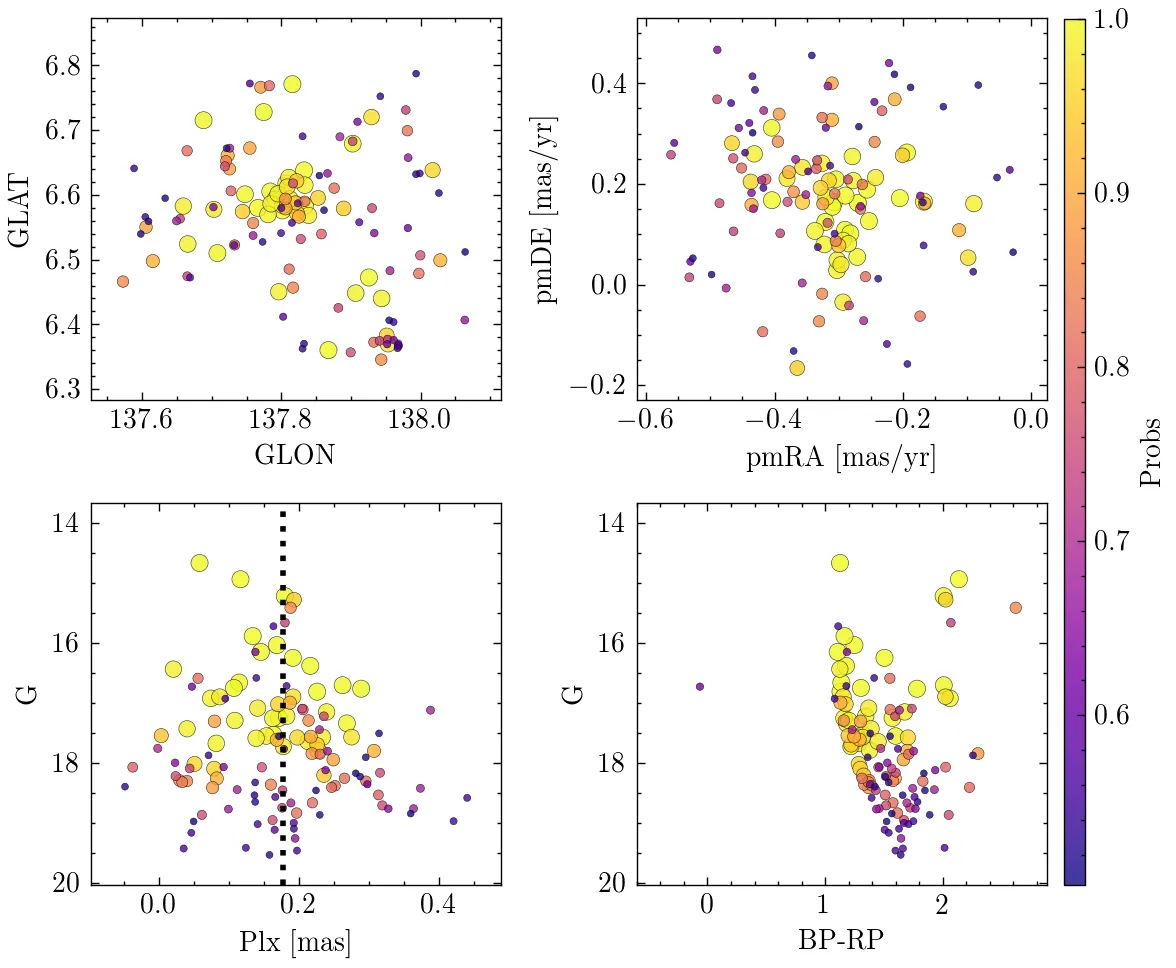 6.8
6.7
6.6
6.5
6.4
6.3
GLAT
137.6 137.8 138.0
GLON
0.4
0.2
0.0
−0.2
pmDE [mas/yr]
−0.6 −0.4 −0.2 0.0
pmRA [mas/yr]
14
16
18
20
G
0.0 0.2 0.4
Plx [mas]
14
16
18
20
G
0 1 2
BP-RP
1.0
0.9
0.8
0.7
0.6
Probs